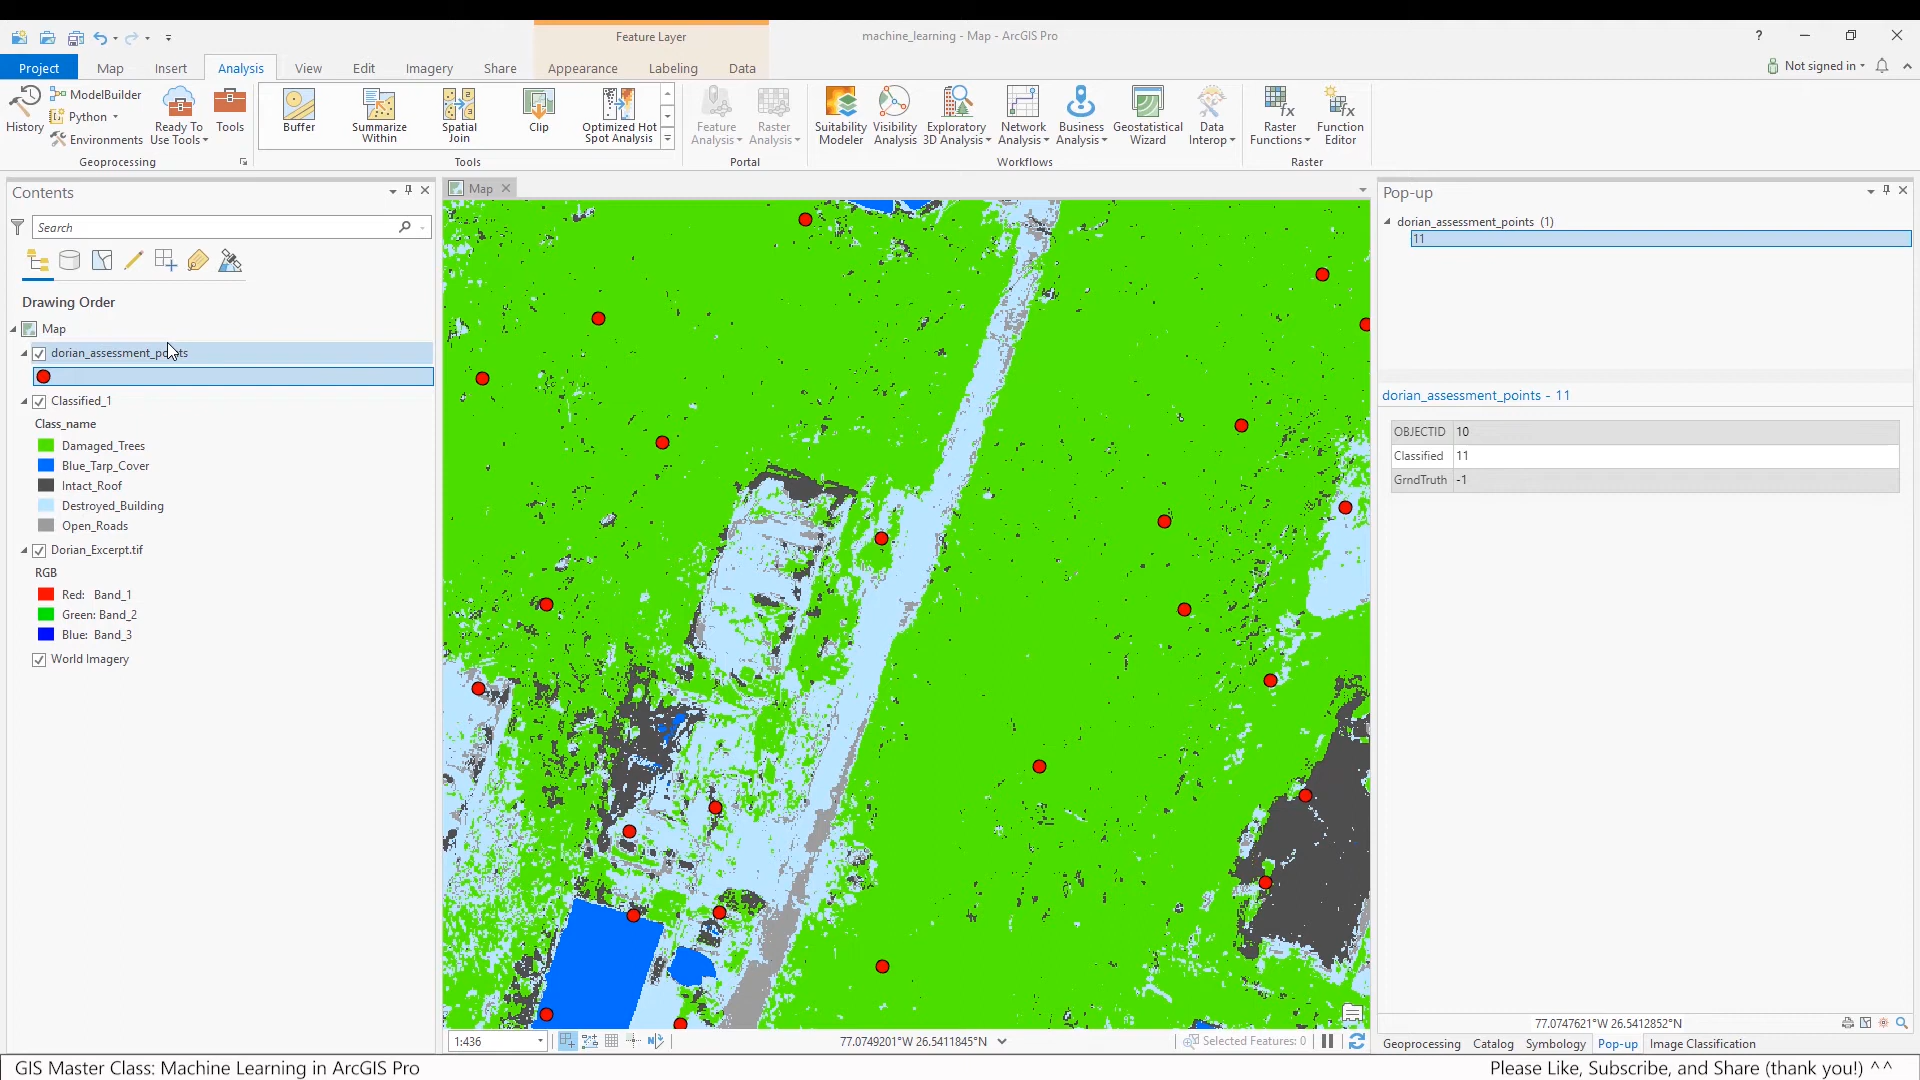 Feature Layer
machine_learning - Map - ArcGIS Pro
?
Project
Map
Insert
Analysis
View
Edit
Imagery
Share
Appearance
Labeling
Data
Not signed in
History
ModelBuilder
Python
Environments
Ready To
Use Tools
Tools
Geoprocessing
Buffer
Summarize
Within
Spatial
Join
Clip
Optimized Hot
Spot Analysis
Tools
Feature
Analysis
Raster
Analysis
Portal
Suitability
Modeler
Visibility
Analysis
Exploratory
3D Analysis
Network
Analysis
Business
Analysis
Geostatistical
Wizard
Data
Interop
Workflows
Raster
Functions
Function
Editor
Raster
Contents
Search
Drawing Order
Map
dorian_assessment_points
Classified_1
Class_name
Damaged_Trees
Blue_Tarp_Cover
Intact_Roof
Destroyed_Building
Open_Roads
Dorian_Excerpt.tif
RGB
Red: Band_1
Green: Band_2
Blue: Band_3
World Imagery
Map
1:436
77.0749201°W 26.5411845°N
Selected Features: 0
Pop-up
dorian_assessment_points (1)
11
dorian_assessment_points - 11
OBJECTID 10
Classified 11
GrndTruth -1
77.0747621°W 26.5412852°N
Geoprocessing
Catalog
Symbology
Pop-up
Image Classification
GIS Master Class: Machine Learning in ArcGIS Pro
Please Like, Subscribe, and Share (thank you!) ^^